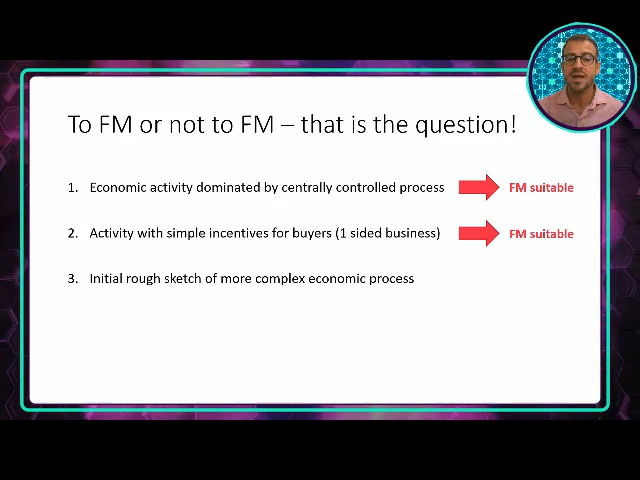 To FM or not to FM – that is the question!
1. Economic activity dominated by centrally controlled process FM suitable
2. Activity with simple incentives for buyers (1 sided business) FM suitable
3. Initial rough sketch of more complex economic process